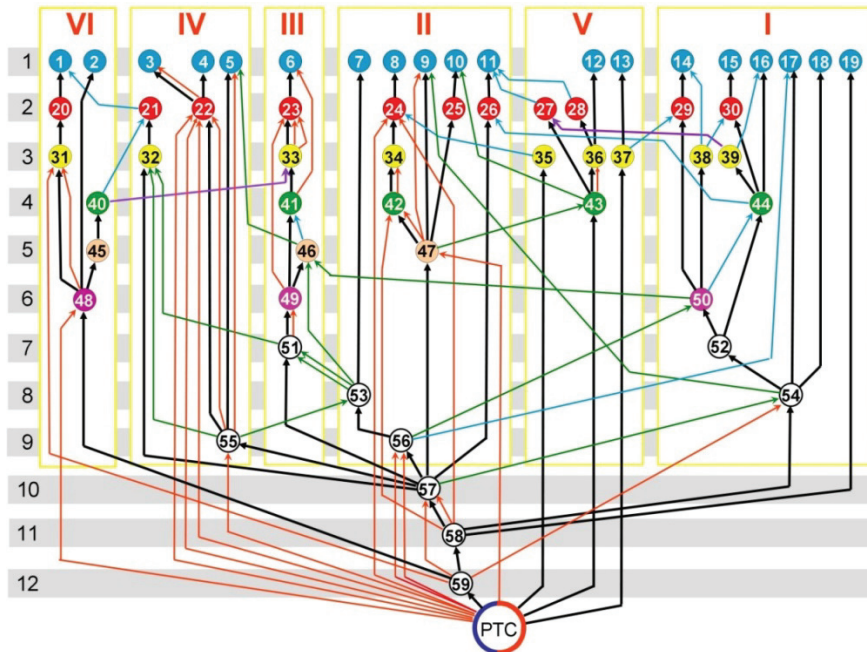 VI IV III II V I
1 1 2 3 4 5 6 7 8 9 10 11 12 13 14 15 16 17 18 19
2 20 21 22 23 24 25 26 27 28 29 30
3 31 32 33 34 35 36 37 38 39
4 40 41 42 43 44
5 45 46 47
6 48 49 50
7 51 52
8 53 54
9 55 56
10 57
11 58
12 59
PTC